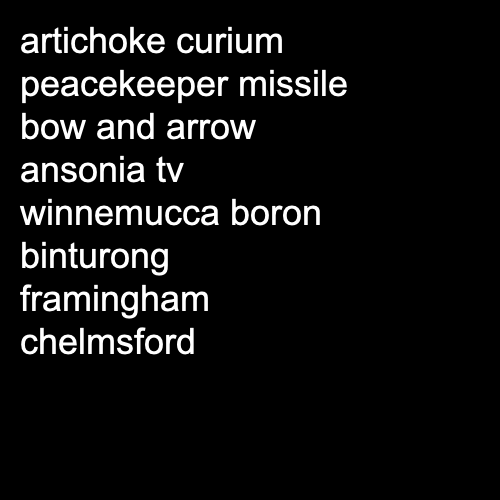 artichoke curium
peacekeeper missile
bow and arrow
ansonia tv
winnemucca boron
binturong
framingham
chelmsford